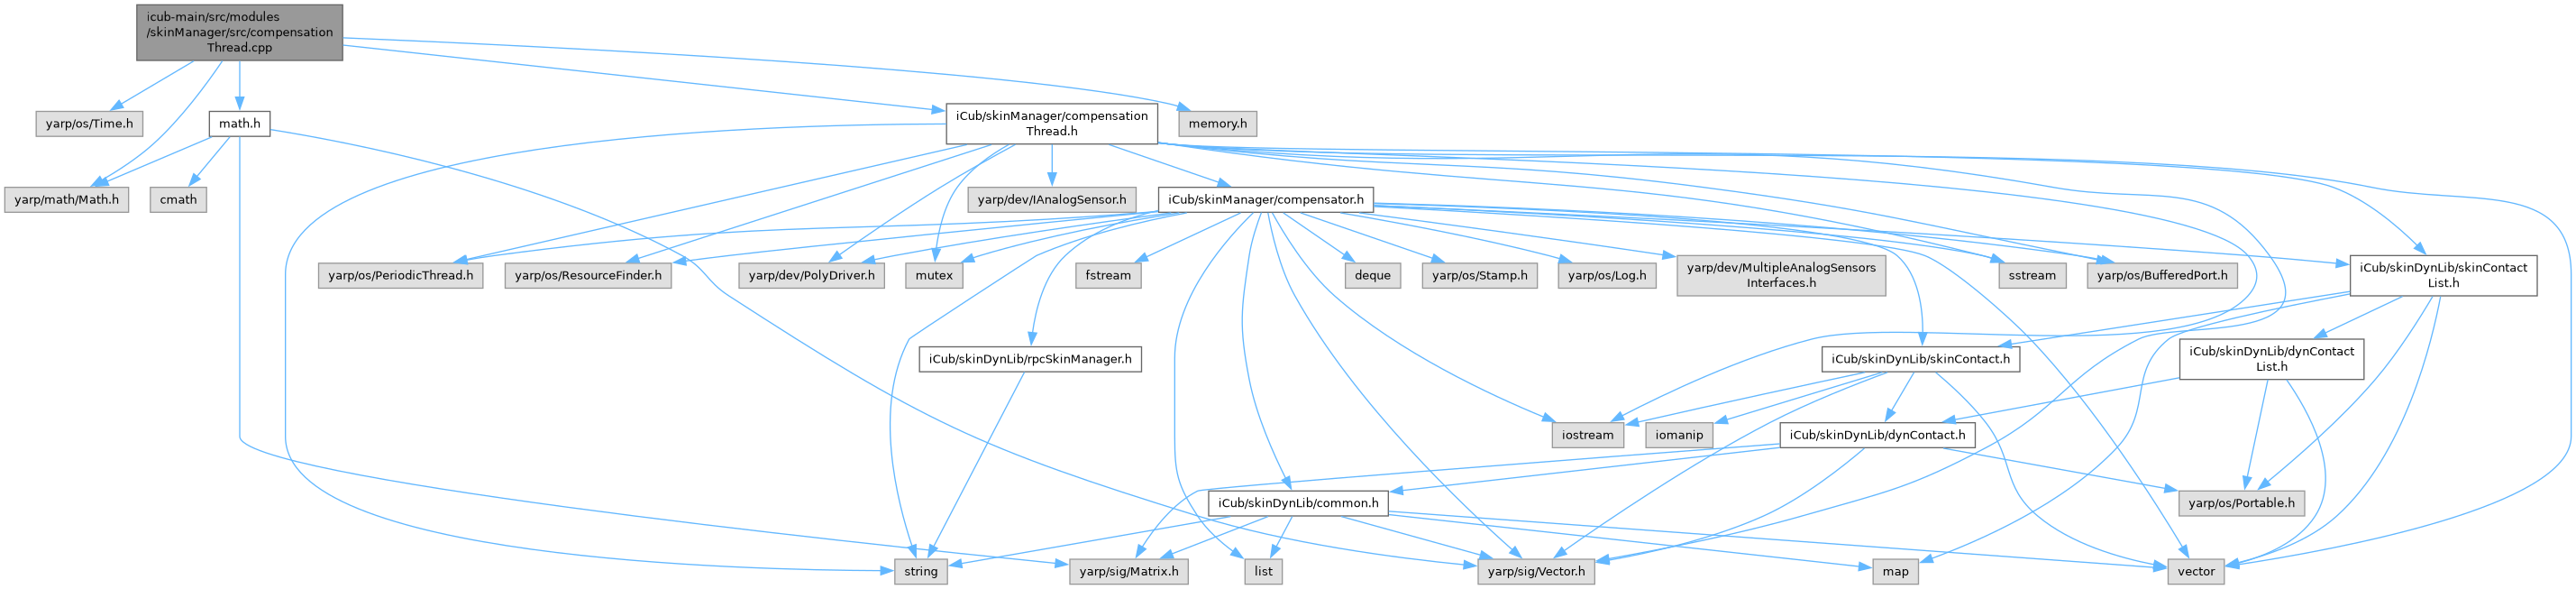 icub-main/src/modules
/skinManager/src/compensation
Thread.cpp
yarp/os/Time.h
math.h
iCub/skinManager/compensation
Thread.h
memory.h
yarp/math/Math.h
cmath
yarp/dev/IAnalogSensor.h
iCub/skinManager/compensator.h
yarp/os/PeriodicThread.h
yarp/os/ResourceFinder.h
yarp/dev/PolyDriver.h
mutex
fstream
deque
yarp/os/Stamp.h
yarp/os/Log.h
yarp/dev/MultipleAnalogSensors
Interfaces.h
sstream
yarp/os/BufferedPort.h
iCub/skinDynLib/skinContact
List.h
iCub/skinDynLib/rpcSkinManager.h
iCub/skinDynLib/skinContact.h
iCub/skinDynLib/dynContact
List.h
iostream
iomanip
iCub/skinDynLib/dynContact.h
iCub/skinDynLib/common.h
yarp/os/Portable.h
string
yarp/sig/Matrix.h
list
yarp/sig/Vector.h
map
vector